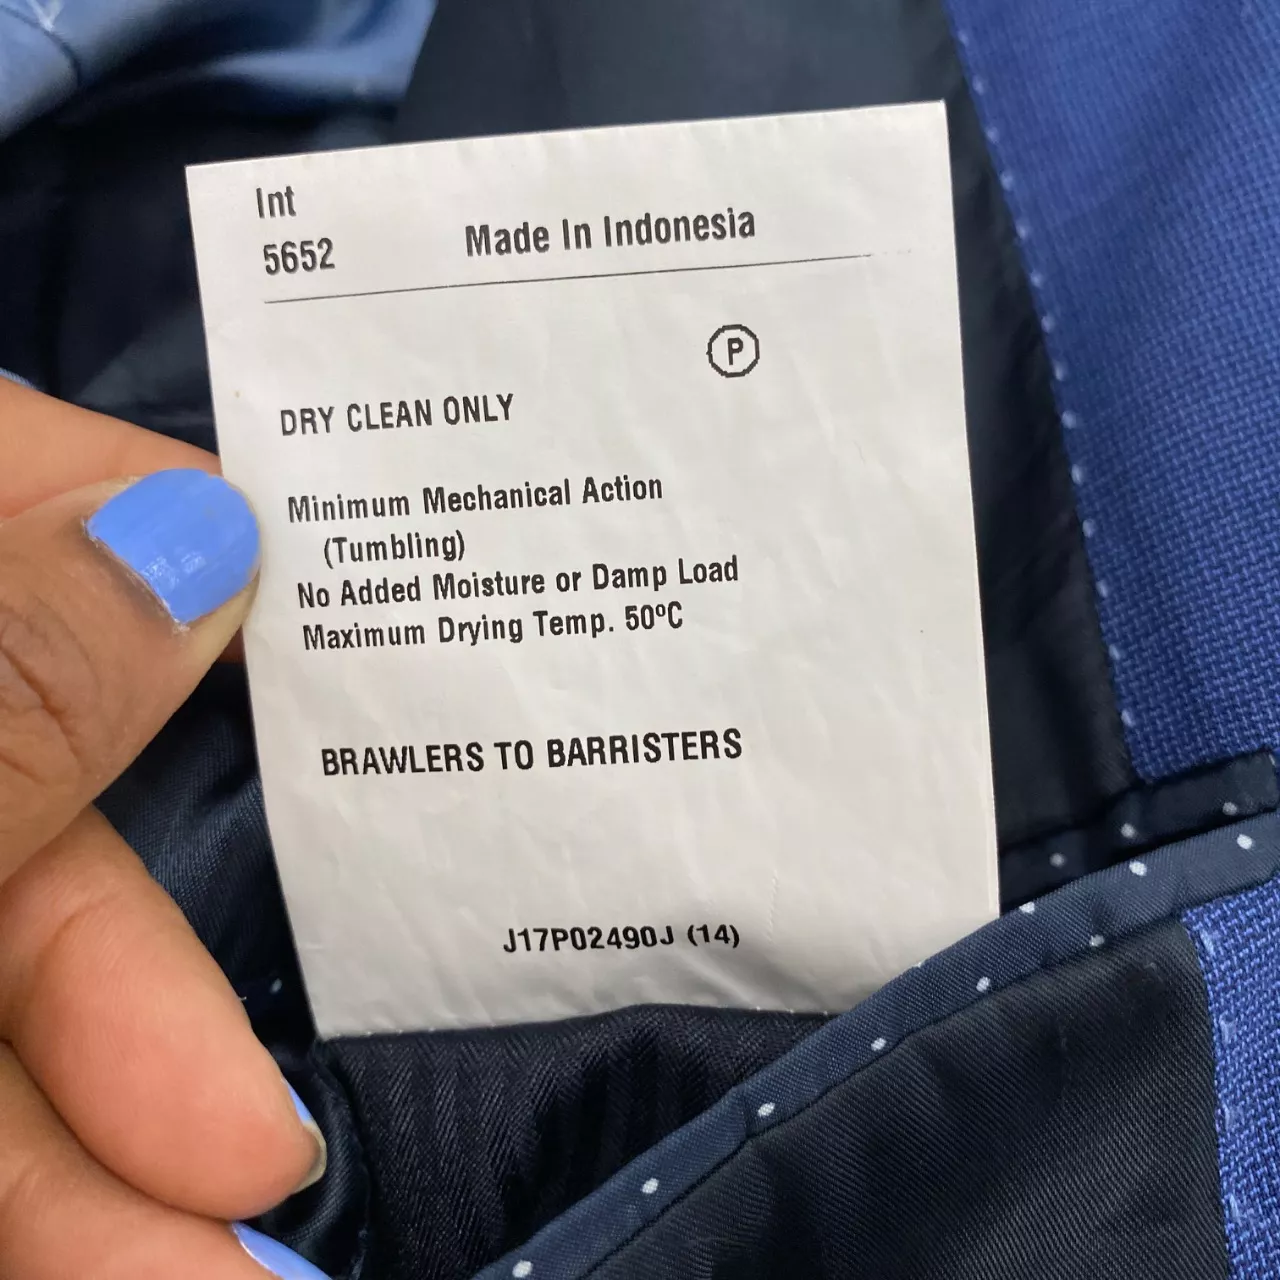 Int
5652
Made In Indonesia
P
DRY CLEAN ONLY
Minimum Mechanical Action
(Tumbling)
No Added Moisture or Damp Load
Maximum Drying Temp. 50ºC
BRAWLERS TO BARRISTERS
J17P02490J (14)